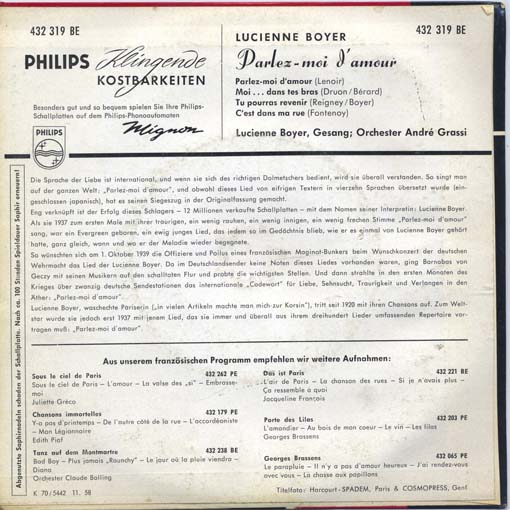 432 319 BE
LUCIENNE BOYER
432 319 BE
PHILIPS Klingende
KOSTBARKEITEN
Parlez-moi d'amour
Parlez-moi d'amour (Lenoir)
Moi... dans tes bras (Druon / Bérard)
Tu pourras revenir (Reigney / Boyer)
C'est dans ma rue (Fontenoy)
Besonders gut und so bequem spielen Sie Ihre Philips-
Schallplatten auf dem Philips-Phonoautomaten
Mignon
Lucienne Boyer, Gesang; Orchester André Grassi
PHILIPS
Die Sprache der Liebe ist international, und wenn sie sich des richtigen Dolmetschers bedient, wird sie überall verstanden. So singt man
auf der ganzen Welt: „Parlez-moi d'amour", und obwohl dieses Lied von eifrigen Textern in vierzehn Sprachen übersetzt wurde (ein-
geschlossen japanisch), hat es seinen Siegeszug in der Originalfassung gemacht.
Eng verknüpft ist der Erfolg dieses Schlagers – 12 Millionen verkaufte Schallplatten – mit dem Namen seiner Interpretin: Lucienne Boyer.
Als sie 1937 zum ersten Male mit ihrer traurigen, ein wenig rauhen, ein wenig innigen, ein wenig frechen Stimme „Parlez-moi d'amour"
sang, war ein Evergreen geboren, ein ewig junges Lied, das jedem so im Gedächtnis blieb, wie er es einmal von Lucienne Boyer gehört
hatte, ganz gleich, wann und wo er der Melodie wieder begegnete.
So wünschten sich am 1. Oktober 1939 die Offiziere und Poilus eines französischen Maginot-Bunkers beim Wunschkonzert der deutschen
Wehrmacht das Lied der Lucienne Boyer. Da im Deutschlandsender keine Noten dieses Liedes vorhanden waren, ging Barnabas von
Geczy mit seinen Musikern auf den schalltoten Flur und probte die wichtigsten Stellen. Und dann strahlte in den ersten Monaten des
Krieges über zwanzig deutsche Sendestationen das internationale „Codewort" für Liebe, Sehnsucht, Traurigkeit und Verlangen in den
Äther: „Parlez-moi d'amour".
Lucienne Boyer, waschechte Pariserin („in vielen Artikeln machte man mich zur Korsin"), tritt seit 1920 mit ihren Chansons auf. Zum Welt-
star wurde sie jedoch erst 1937 mit jenem Lied, das sie immer und überall aus ihrem dreihundert Lieder umfassenden Repertoire vor-
tragen muß: „Parlez-moi d'amour".
Abgenutzte Saphirnadeln schaden der Schallplatte. Nach ca. 100 Stunden Spieldauer Saphir erneuern!
Aus unserem französischen Programm empfehlen wir weitere Aufnahmen:
Sous le ciel de Paris 432 262 PE
Sous le ciel de Paris – L'amour – La valse des „si" – Embrasse-
moi
Juliette Gréco
Chansons immortelles 432 179 PE
Y-a pas d'printemps – De l'autre côté de la rue – L'accordéoniste
– Mon Légionnaire
Edith Piaf
Tanz auf dem Montmartre 432 238 BE
Bad Boy – Plus jamais „Raunchy" – Le jour où la pluie viendra –
Diana
Orchester Claude Bolling
Das ist Paris 432 221 BE
L'air de Paris – La chanson des rues – Si je n'avais plus –
Ça ressemble à quoi
Jacqueline François
Porte des Lilas 432 203 PE
L'amandier – Au bois de mon coeur – Le vin – Les lilas
Georges Brassens
Georges Brassens 432 065 PE
Le parapluie – Il n'y a pas d'amour heureux – J'ai rendez-vous
avec vous – La chasse aux papillons
K 70/5442 11. 58
Titelfoto: Harcourt-SPADEM, Paris & COSMOPRESS, Genf